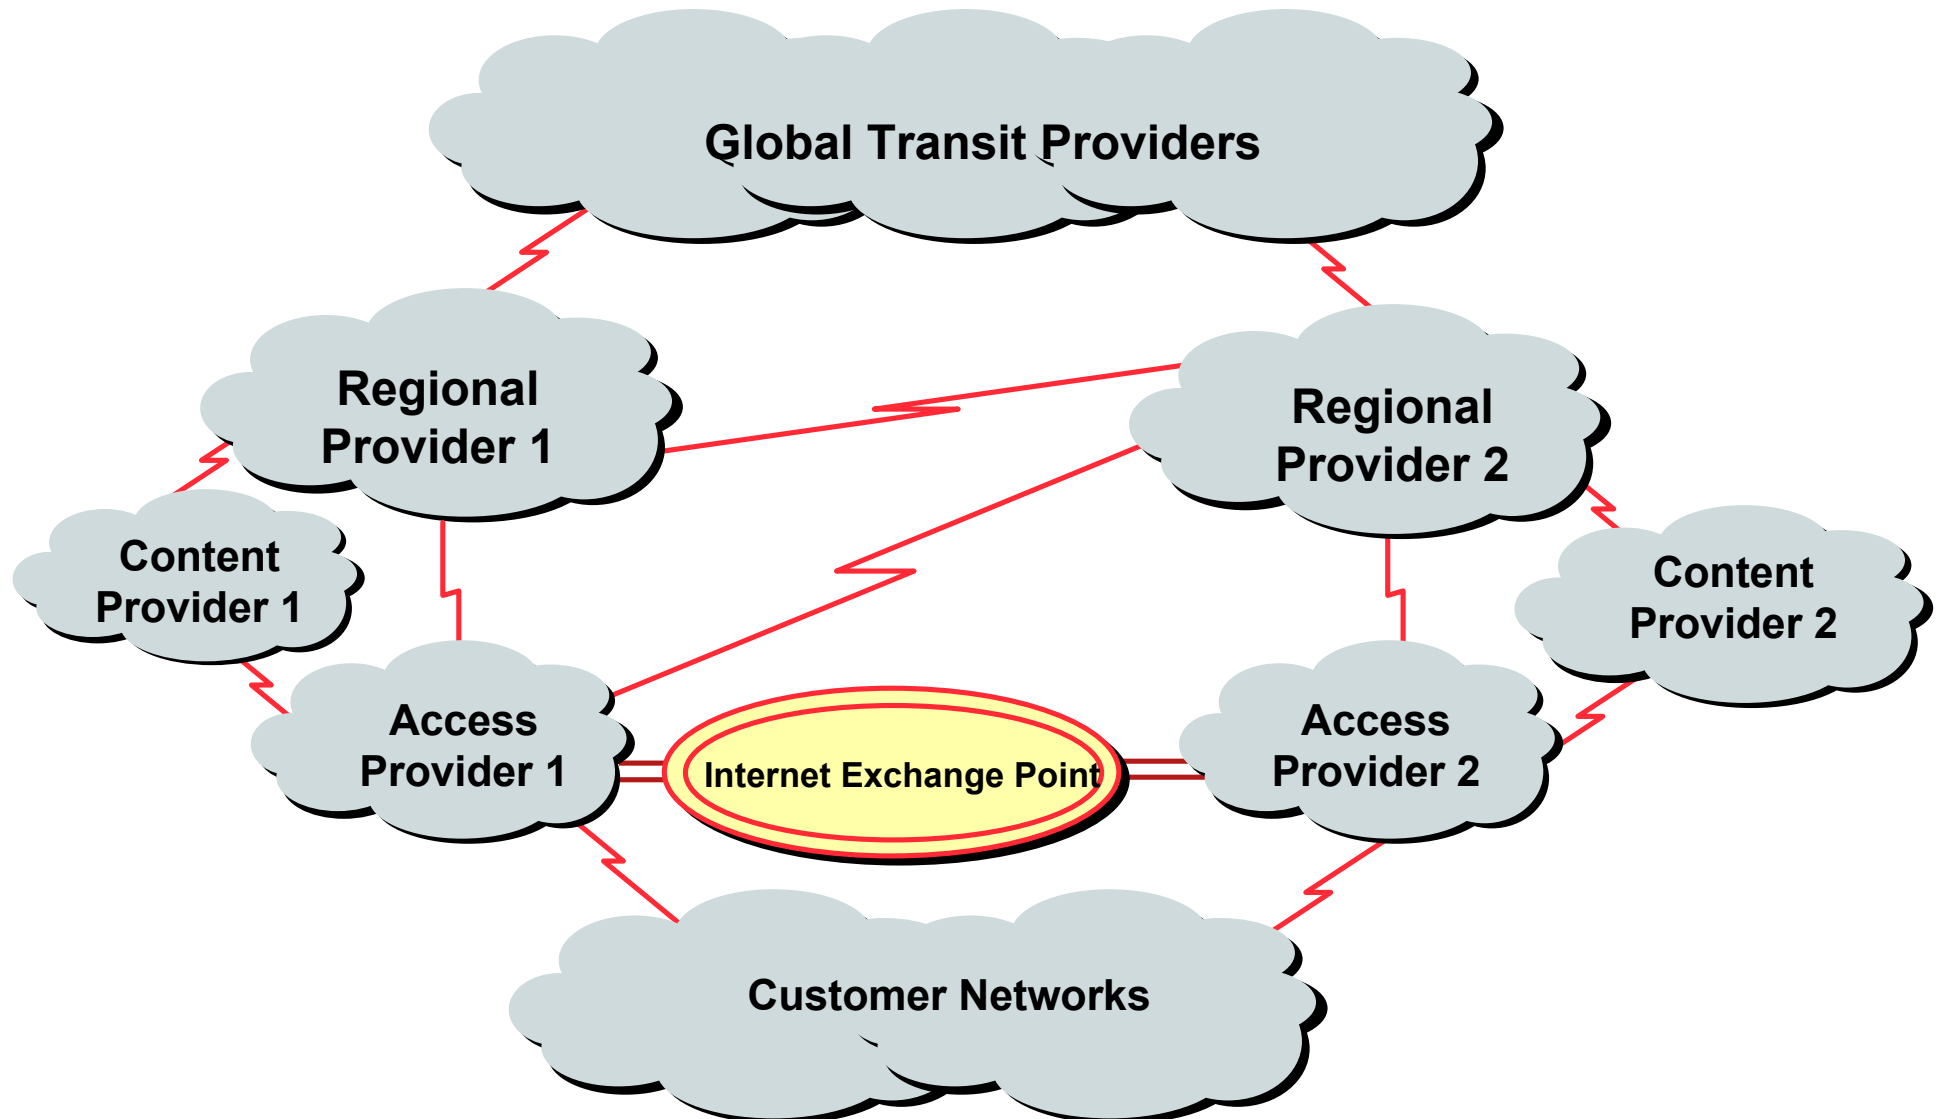 Global Transit Providers
Regional
Provider 1
Regional
Provider 2
Content
Provider 1
Content
Provider 2
Access
Provider 1
Internet Exchange Point
Access
Provider 2
Customer Networks